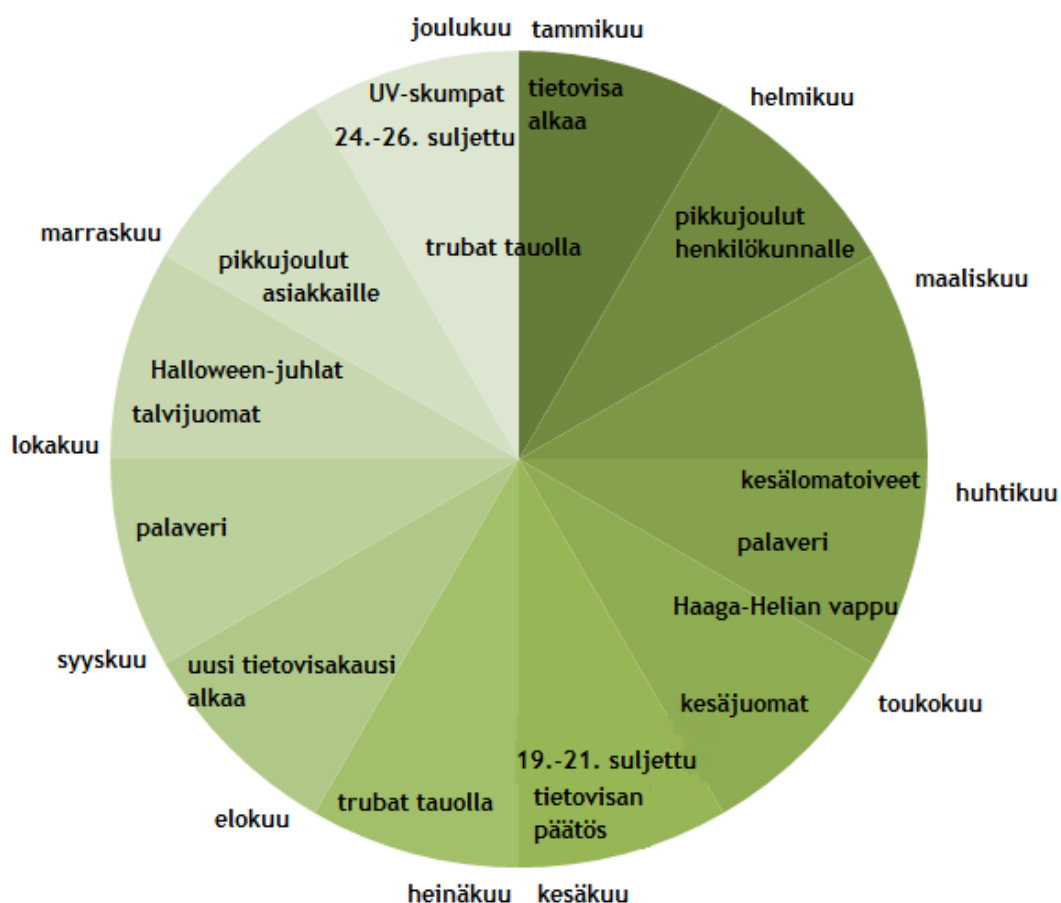 joulukuu
tammikuu
UV-skumpat
24.-26. suljettu
tietovisa
alkaa
helmikuu
pikkujoulut
henkilökunnalle
trubat tauolla
marraskuu
pikkujoulut
asiakkaille
maaliskuu
Halloween-juhlat
talvijuomat
lokakuu
kesälomatoiveet
huhtikuu
palaveri
palaveri
Haaga-Helian vappu
syyskuu
uusi tietovisakausi
alkaa
kesäjuomat
toukokuu
19.-21. suljettu
tietovisan
päätös
trubat tauolla
elokuu
heinäkuu
kesäkuu